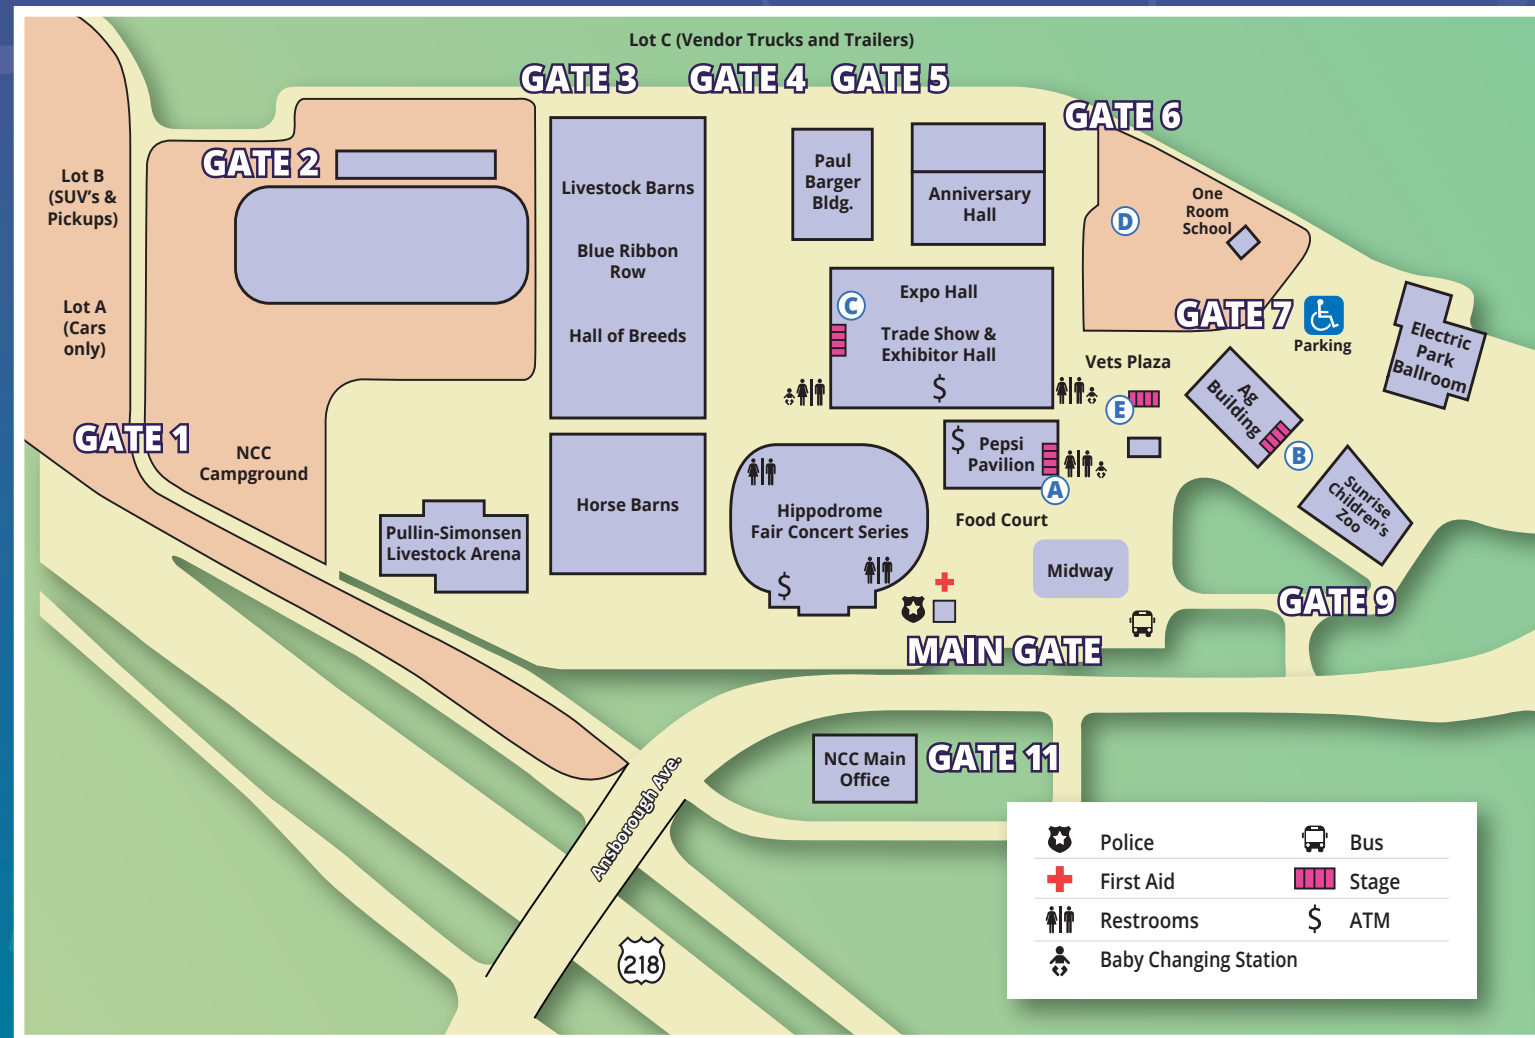 Lot C (Vendor Trucks and Trailers)
GATE 3
GATE 4
GATE 5
GATE 6
GATE 2
Lot B
(SUV's &
Pickups)
Livestock Barns
Blue Ribbon
Row
Hall of Breeds
Paul
Barger
Bldg.
Anniversary
Hall
D
One
Room
School
Lot A
(Cars
only)
C
Expo Hall
Trade Show &
Exhibitor Hall
$
GATE 7
Parking
Electric
Park
Ballroom
Vets Plaza
E
Ag
Building
B
GATE 1
NCC
Campground
$
Pepsi
Pavilion
A
Sunrise
Children's
Zoo
Horse Barns
Hippodrome
Fair Concert Series
$
Food Court
Pullin-Simonsen
Livestock Arena
Midway
GATE 9
MAIN GATE
NCC Main
Office
GATE 11
Ansborough Ave.
218
Police
Bus
First Aid
Stage
Restrooms
$ ATM
Baby Changing Station